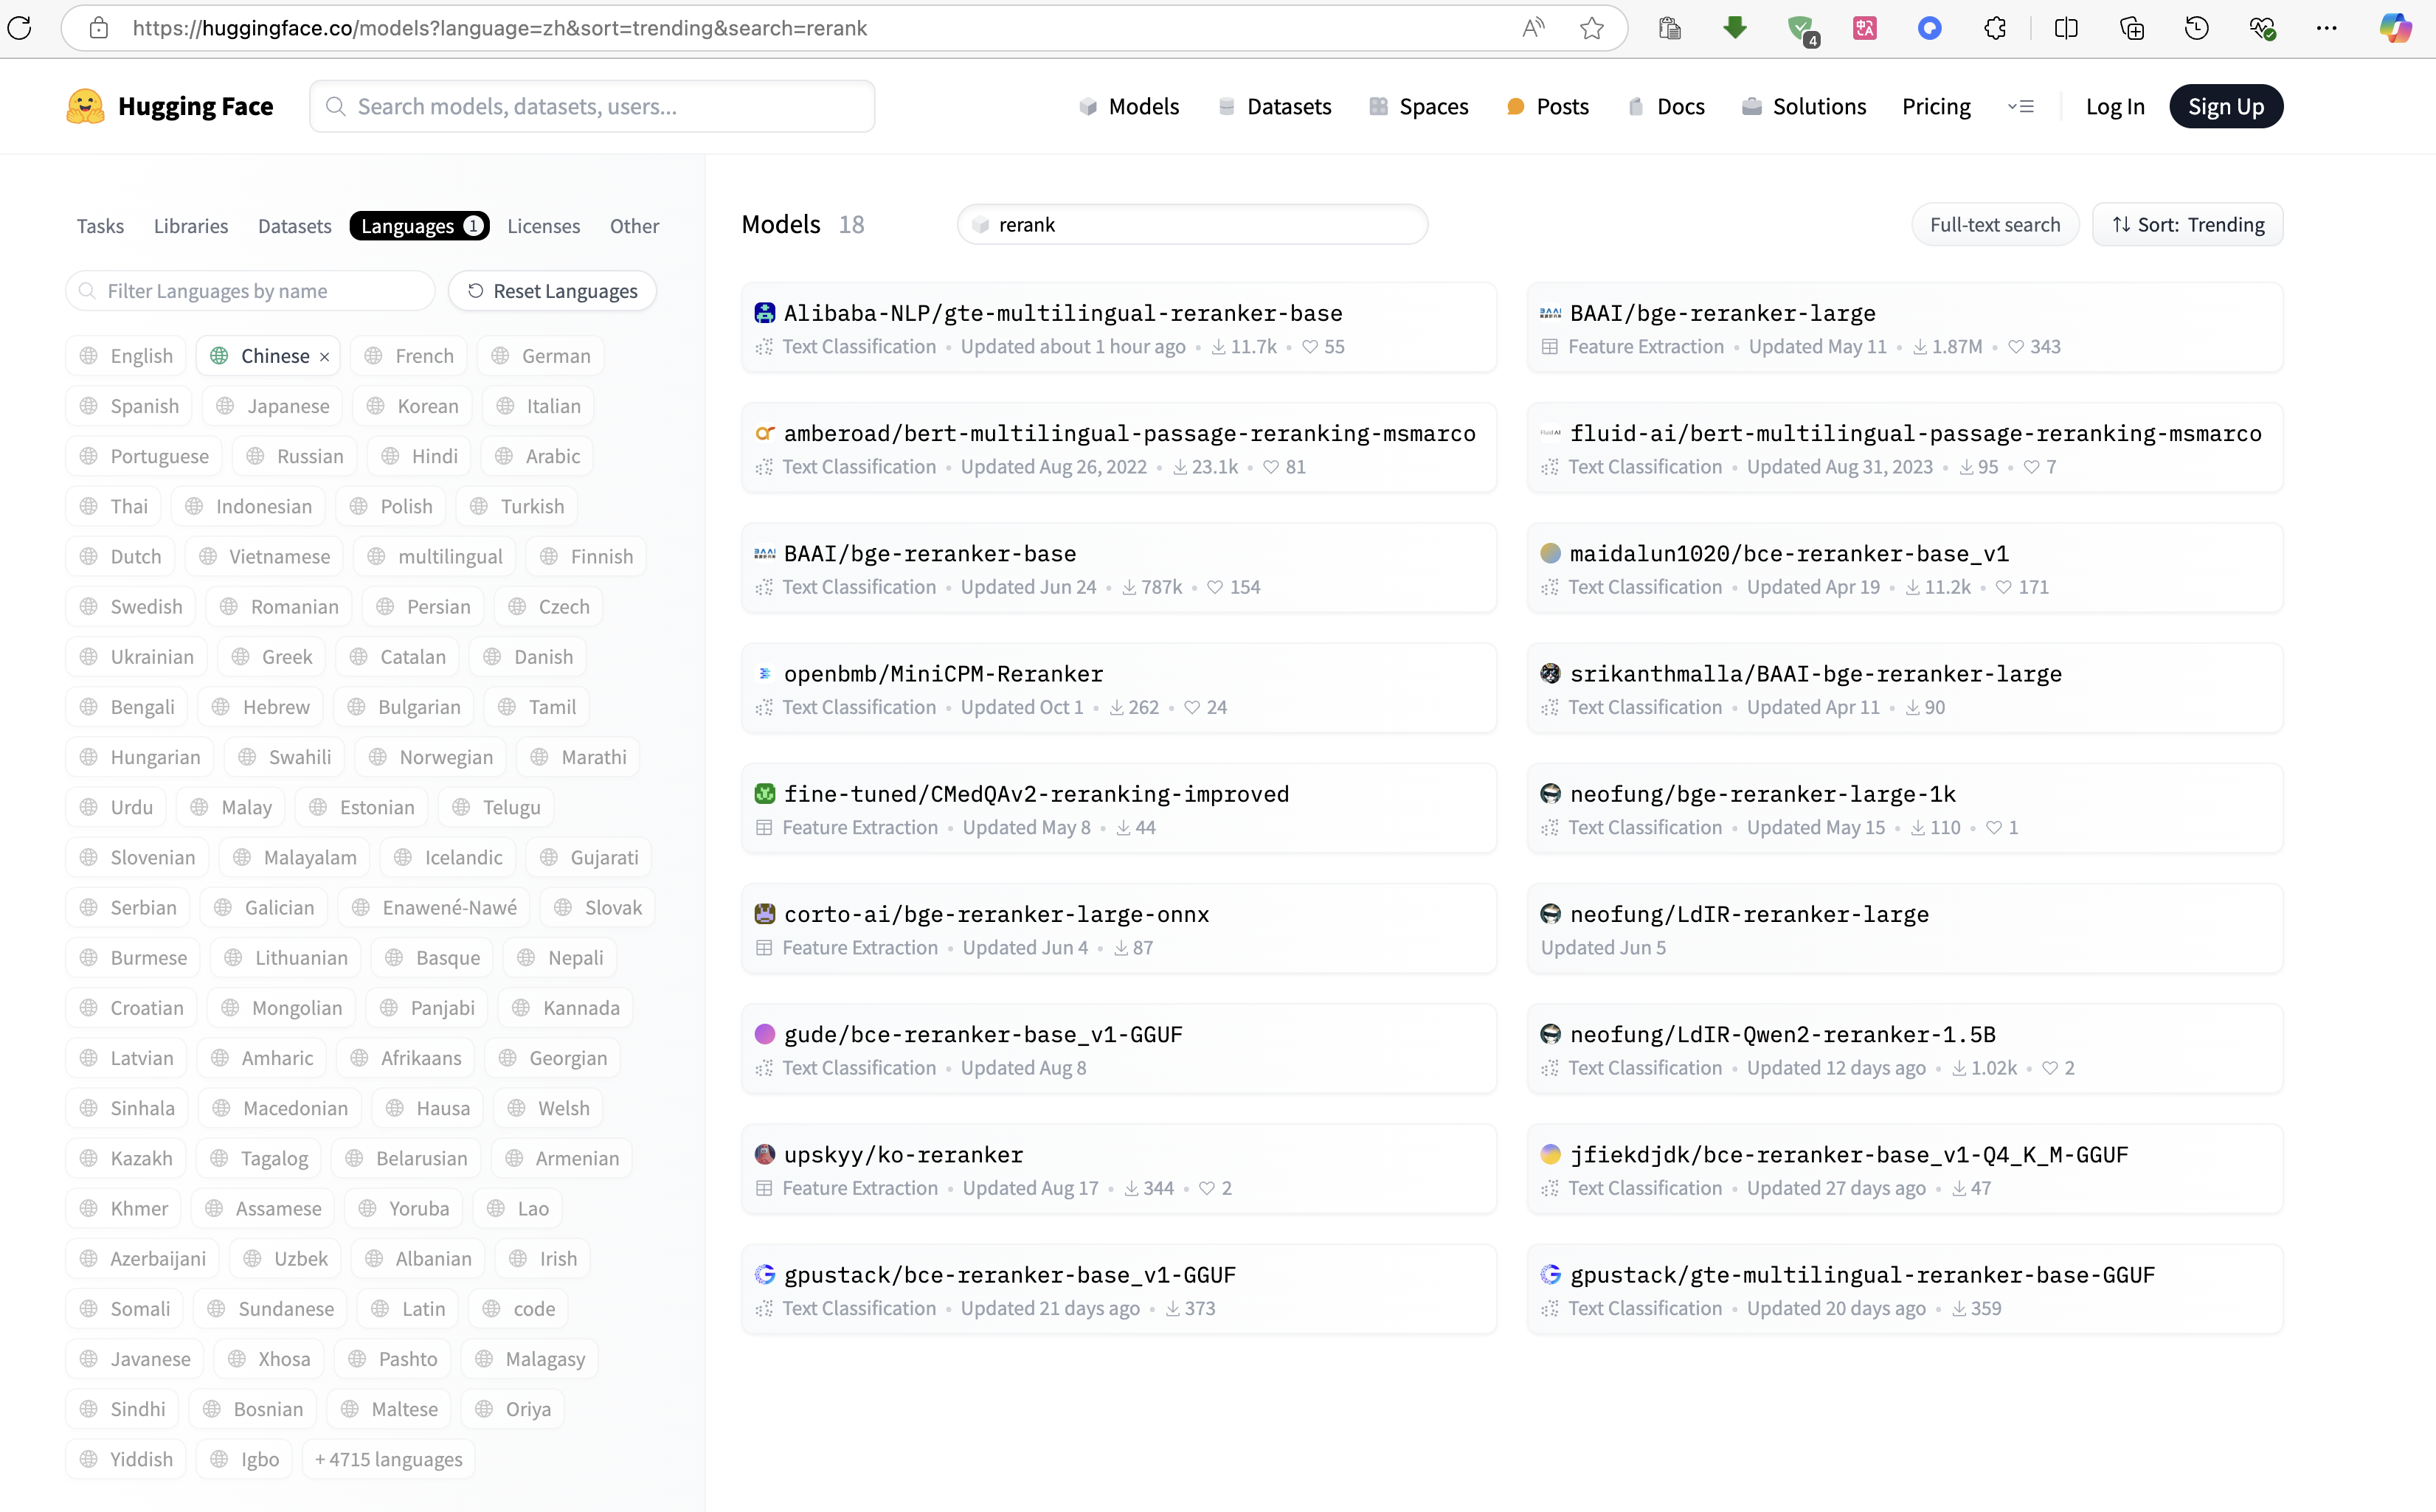 https://huggingface.co/models?language=zh&sort=trending&search=rerank
4
Hugging Face
Search models, datasets, users...
Models
Datasets
Spaces
Posts
Docs
Solutions
Pricing
Log In
Sign Up
Tasks Libraries Datasets Languages 1 Licenses Other
Filter Languages by name
Reset Languages
English Chinese × French German
Spanish Japanese Korean Italian
Portuguese Russian Hindi Arabic
Thai Indonesian Polish Turkish
Dutch Vietnamese multilingual Finnish
Swedish Romanian Persian Czech
Ukrainian Greek Catalan Danish
Bengali Hebrew Bulgarian Tamil
Hungarian Swahili Norwegian Marathi
Urdu Malay Estonian Telugu
Slovenian Malayalam Icelandic Gujarati
Serbian Galician Enawené-Nawé Slovak
Burmese Lithuanian Basque Nepali
Croatian Mongolian Panjabi Kannada
Latvian Amharic Afrikaans Georgian
Sinhala Macedonian Hausa Welsh
Kazakh Tagalog Belarusian Armenian
Khmer Assamese Yoruba Lao
Azerbaijani Uzbek Albanian Irish
Somali Sundanese Latin code
Javanese Xhosa Pashto Malagasy
Sindhi Bosnian Maltese Oriya
Yiddish Igbo + 4715 languages
Models 18
rerank
Full-text search
Sort: Trending
Alibaba-NLP/gte-multilingual-reranker-base
Text Classification • Updated about 1 hour ago • 11.7k • 55
BAAI/bge-reranker-large
Feature Extraction • Updated May 11 • 1.87M • 343
amberoad/bert-multilingual-passage-reranking-msmarco
Text Classification • Updated Aug 26, 2022 • 23.1k • 81
fluid-ai/bert-multilingual-passage-reranking-msmarco
Text Classification • Updated Aug 31, 2023 • 95 • 7
BAAI/bge-reranker-base
Text Classification • Updated Jun 24 • 787k • 154
maidalun1020/bce-reranker-base_v1
Text Classification • Updated Apr 19 • 11.2k • 171
openbmb/MiniCPM-Reranker
Text Classification • Updated Oct 1 • 262 • 24
srikanthmalla/BAAI-bge-reranker-large
Text Classification • Updated Apr 11 • 90
fine-tuned/CMedQAv2-reranking-improved
Feature Extraction • Updated May 8 • 44
neofung/bge-reranker-large-1k
Text Classification • Updated May 15 • 110 • 1
corto-ai/bge-reranker-large-onnx
Feature Extraction • Updated Jun 4 • 87
neofung/LdIR-reranker-large
Updated Jun 5
gude/bce-reranker-base_v1-GGUF
Text Classification • Updated Aug 8
neofung/LdIR-Qwen2-reranker-1.5B
Text Classification • Updated 12 days ago • 1.02k • 2
upskyy/ko-reranker
Feature Extraction • Updated Aug 17 • 344 • 2
jfiekdjdk/bce-reranker-base_v1-Q4_K_M-GGUF
Text Classification • Updated 27 days ago • 47
gpustack/bce-reranker-base_v1-GGUF
Text Classification • Updated 21 days ago • 373
gpustack/gte-multilingual-reranker-base-GGUF
Text Classification • Updated 20 days ago • 359